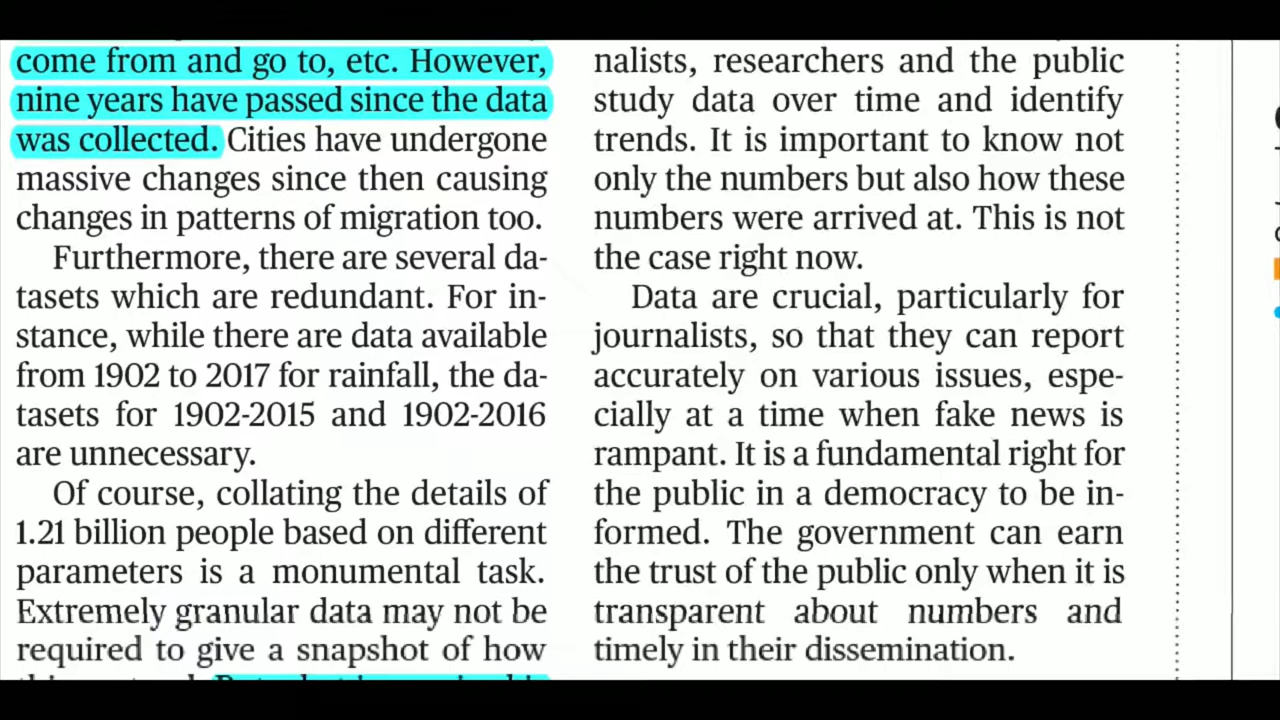 come from and go to, etc. However,
nine years have passed since the data
was collected. Cities have undergone
massive changes since then causing
changes in patterns of migration too.
Furthermore, there are several da-
tasets which are redundant. For in-
stance, while there are data available
from 1902 to 2017 for rainfall, the da-
tasets for 1902-2015 and 1902-2016
are unnecessary.
Of course, collating the details of
1.21 billion people based on different
parameters is a monumental task.
Extremely granular data may not be
required to give a snapshot of how
nalists, researchers and the public
study data over time and identify
trends. It is important to know not
only the numbers but also how these
numbers were arrived at. This is not
the case right now.
Data are crucial, particularly for
journalists, so that they can report
accurately on various issues, espe-
cially at a time when fake news is
rampant. It is a fundamental right for
the public in a democracy to be in-
formed. The government can earn
the trust of the public only when it is
transparent about numbers and
timely in their dissemination.